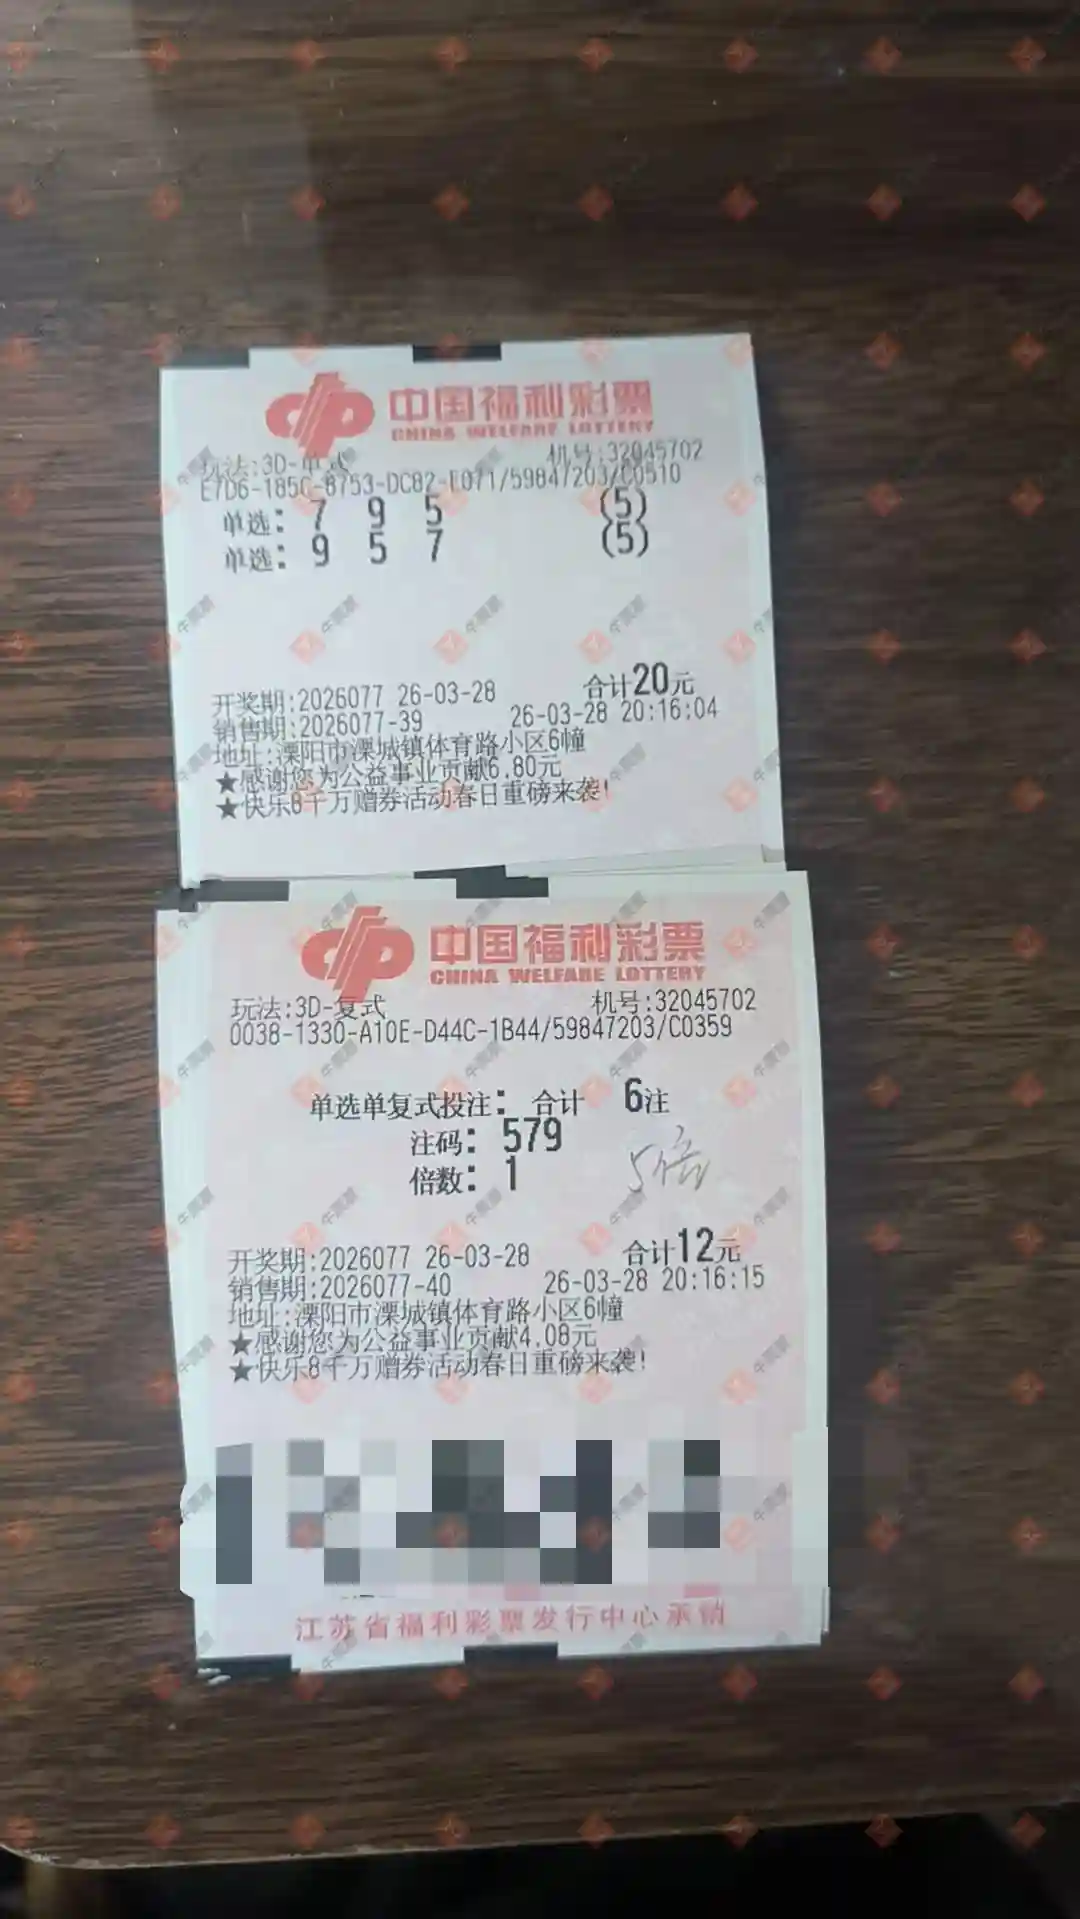 中国福利彩票
CHINA WELFARE LOTTERY
玩法:3D-单式 机号:32045702
E7D6-185C-8753-DC82-E071/59847203/C0510
单选: 7 9 5 (5)
单选: 9 5 7 (5)
合计20元
开奖期:2026077 26-03-28
销售期:2026077-39 26-03-28 20:16:04
地址:溧阳市溧城镇体育路小区6幢
★感谢您为公益事业贡献6.80元
★快乐8千万赠券活动春日重磅来袭!
中国福利彩票
CHINA WELFARE LOTTERY
玩法:3D-复式 机号:32045702
0038-1330-A10E-D44C-1B44/59847203/C0359
单选单复式投注: 合计 6注
注码: 579
倍数: 1 5倍
开奖期:2026077 26-03-28 合计12元
销售期:2026077-40 26-03-28 20:16:15
地址:溧阳市溧城镇体育路小区6幢
★感谢您为公益事业贡献4.08元
★快乐8千万赠券活动春日重磅来袭!
江苏省福利彩票发行中心承销